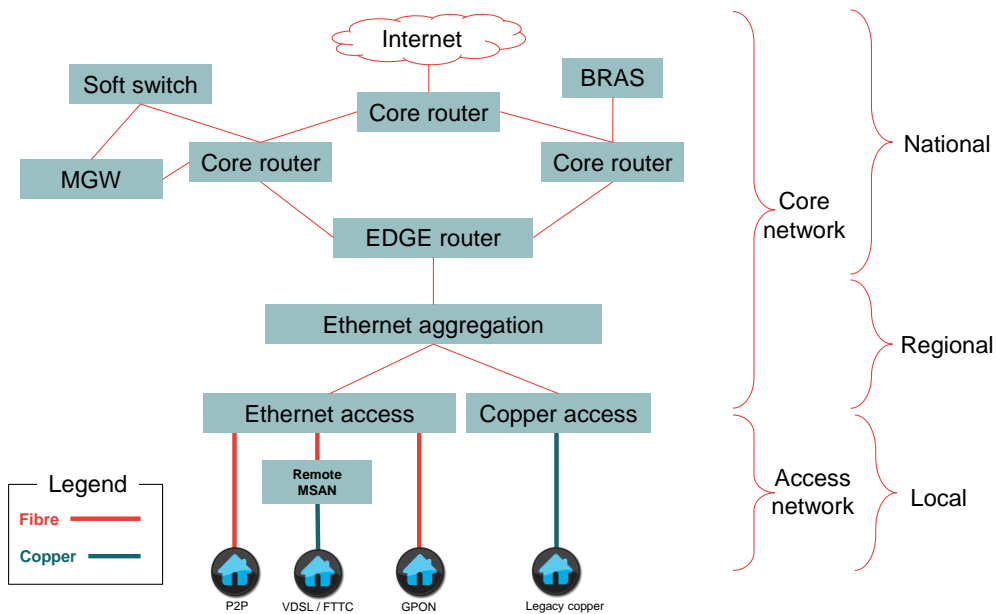 Internet
Soft switch
BRAS
Core router
Core router
Core router
MGW
National
Core
network
EDGE router
Ethernet aggregation
Regional
Ethernet access
Copper access
Remote
MSAN
Access
network
Local
Legend
Fibre
Copper
P2P
VDSL / FTTC
GPON
Legacy copper